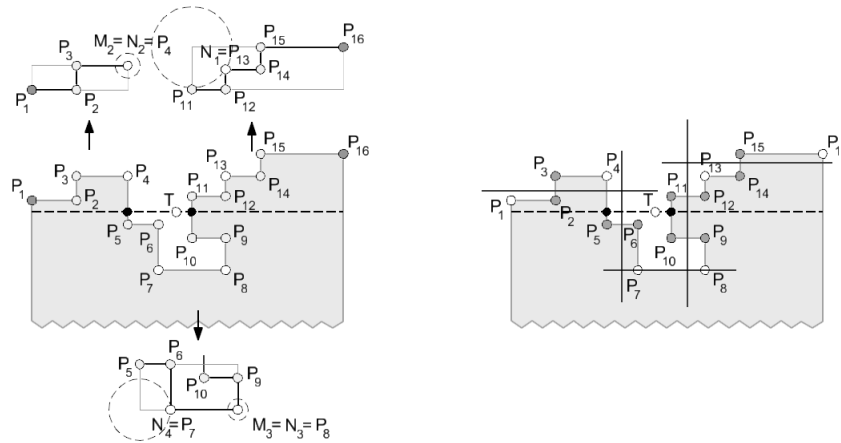 M₂=N₂=P₄
P₃
P₁
P₂
P₁₅
P₁₆
N₁=P₁₃
P₁₄
P₁₁
P₁₂
P₁₅
P₁₆
P₃
P₄
P₁₃
P₁₄
P₁
P₂
T
P₁₁
P₁₂
P₅
P₆
P₁₀
P₉
P₇
P₈
P₆
P₅
P₉
P₁₀
N₄=P₇
M₃=N₃=P₈
P₁₅
P₁
P₃
P₄
P₁₃
P₁₄
P₁
P₂
T
P₁₁
P₁₂
P₅
P₆
P₁₀
P₉
P₇
P₈